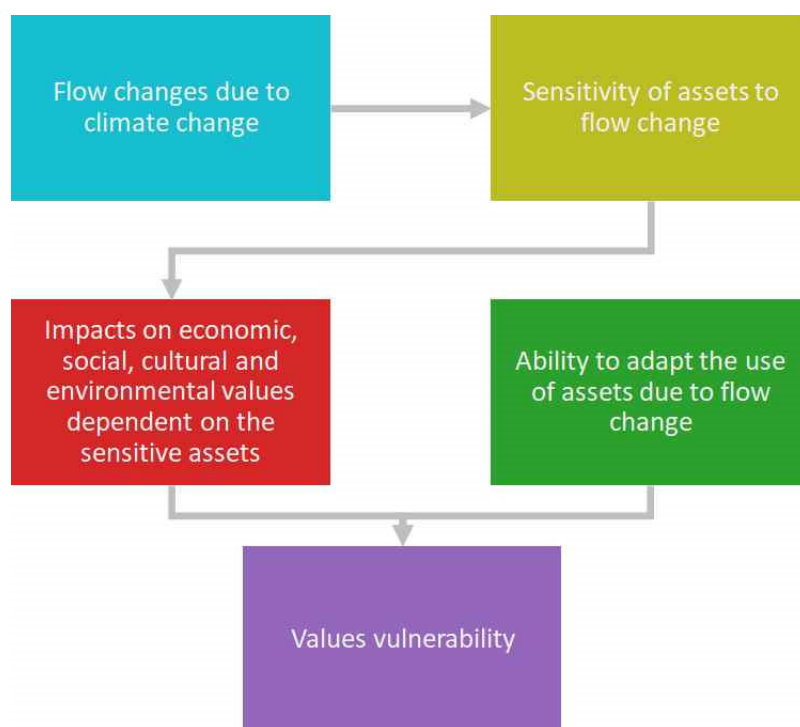 Flow changes due to
climate change
Sensitivity of assets to
flow change
Impacts on economic,
social, cultural and
environmental values
dependent on the
sensitive assets
Ability to adapt the use
of assets due to flow
change
Values vulnerability